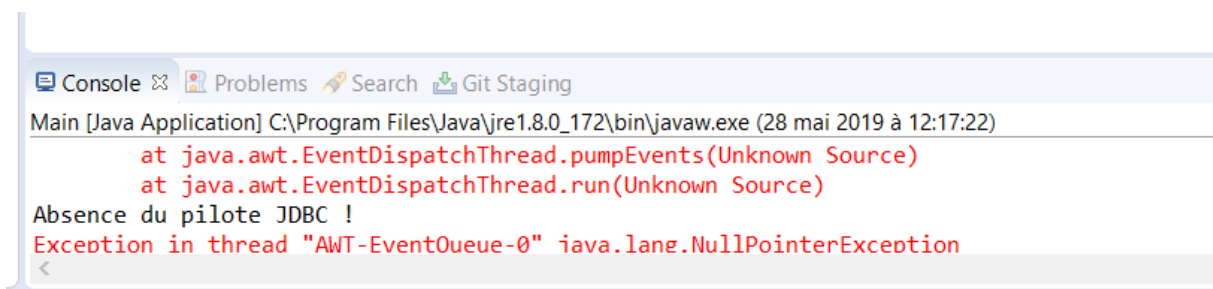 Console Problems Search Git Staging
Main [Java Application] C:\Program Files\Java\jre1.8.0_172\bin\javaw.exe (28 mai 2019 à 12:17:22)
at java.awt.EventDispatchThread.pumpEvents(Unknown Source)
at java.awt.EventDispatchThread.run(Unknown Source)
Absence du pilote JDBC !
Exception in thread "AWT-EventQueue-0" java.lang.NullPointerException